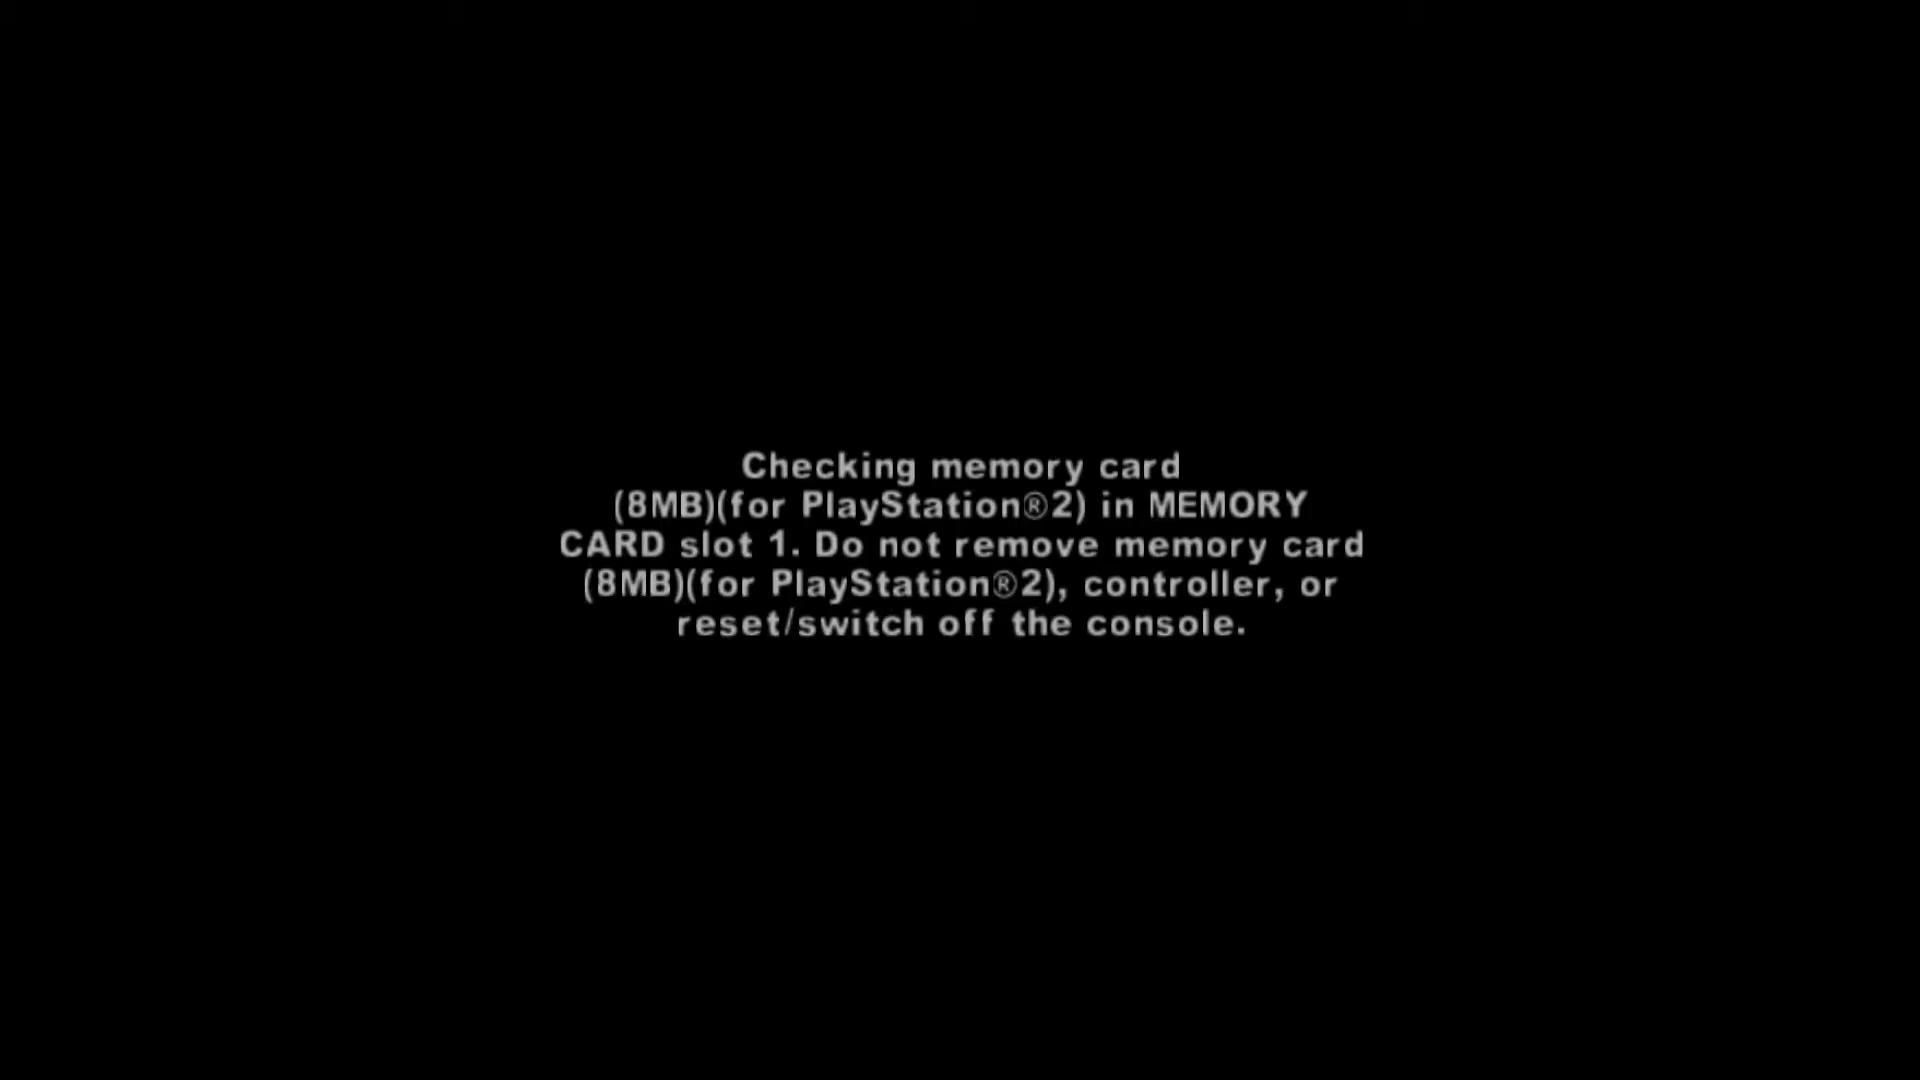 Checking memory card
(8MB)(for PlayStation®2) in MEMORY
CARD slot 1. Do not remove memory card
(8MB)(for PlayStation®2), controller, or
reset/switch off the console.